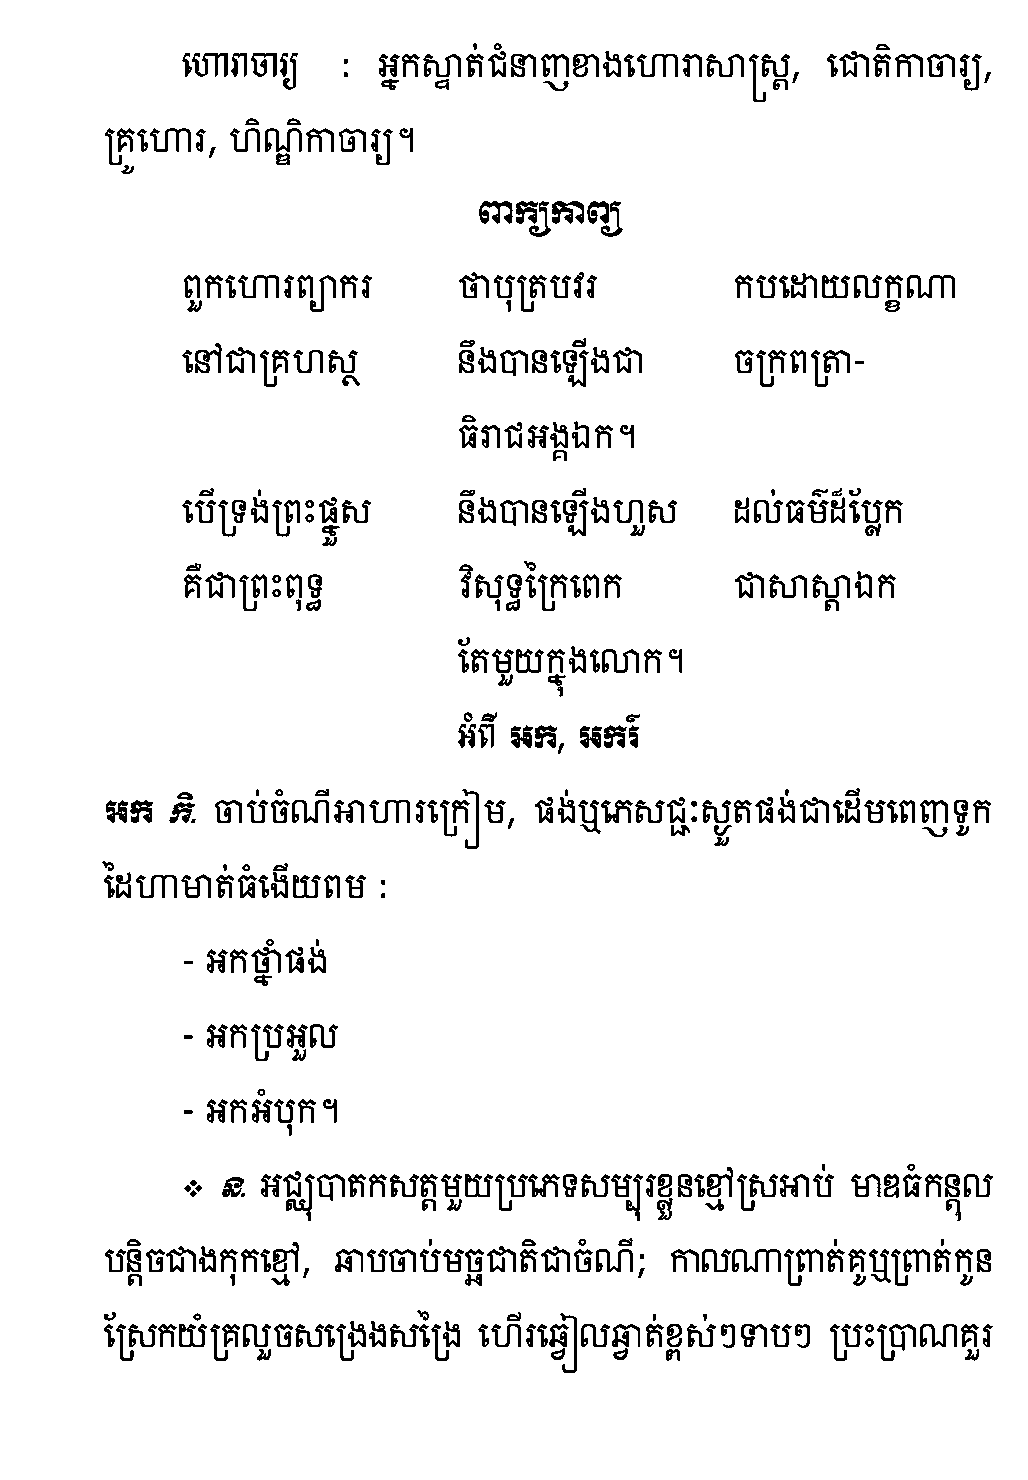 ហោរាចារ្យ : អ្នកស្ទាត់ជំនាញខាងហោរាសាស្ត្រ, ជោតិកាចារ្យ,
គ្រូហោរ, ហិណ្ឌិកាចារ្យ។
ពាក្យកាព្យ
ពួកហោរព្យាករ ថាបុត្របវរ កបដោយលក្ខណា
នៅជាគ្រហស្ថ នឹងបានឡើងជា ចក្រពត្រា-
ធិរាជអង្គឯក។
បើទ្រង់ព្រះផ្នួស នឹងបានឡើងហួស ដល់ធម៌ដ៏ប្លែក
គឺជាព្រះពុទ្ធ វិសុទ្ធក្រៃពេក ជាសាស្តាឯក
តែមួយក្នុងលោក។
អំពី អក, អករ៍
អក កិ. ចាប់ចំណីអាហារក្រៀម, ផង់ឬភេសជ្ជៈស្ងួតផង់ជាដើមពេញទូក
ដៃហាមាត់ធំងើយពម :
- អកថ្នាំផង់
- អកប្រអួល
- អកអំបុក។
❖ ន. អជ្ឈុបាតកសត្តមួយប្រភេទសម្បុរខ្លួនខ្មៅស្រអាប់ មាឌធំកន្តុល
បន្តិចជាងកុកខ្មៅ, ឆាបចាប់មច្ឆជាតិជាចំណី; កាលណាព្រាត់គូឬព្រាត់កូន
ស្រែកយំគ្រលួចសង្រេងសង្រៃង ហើរឆ្វៀលឆ្វាត់ខ្ពស់ៗទាបៗ ប្រះប្រាណគួរ